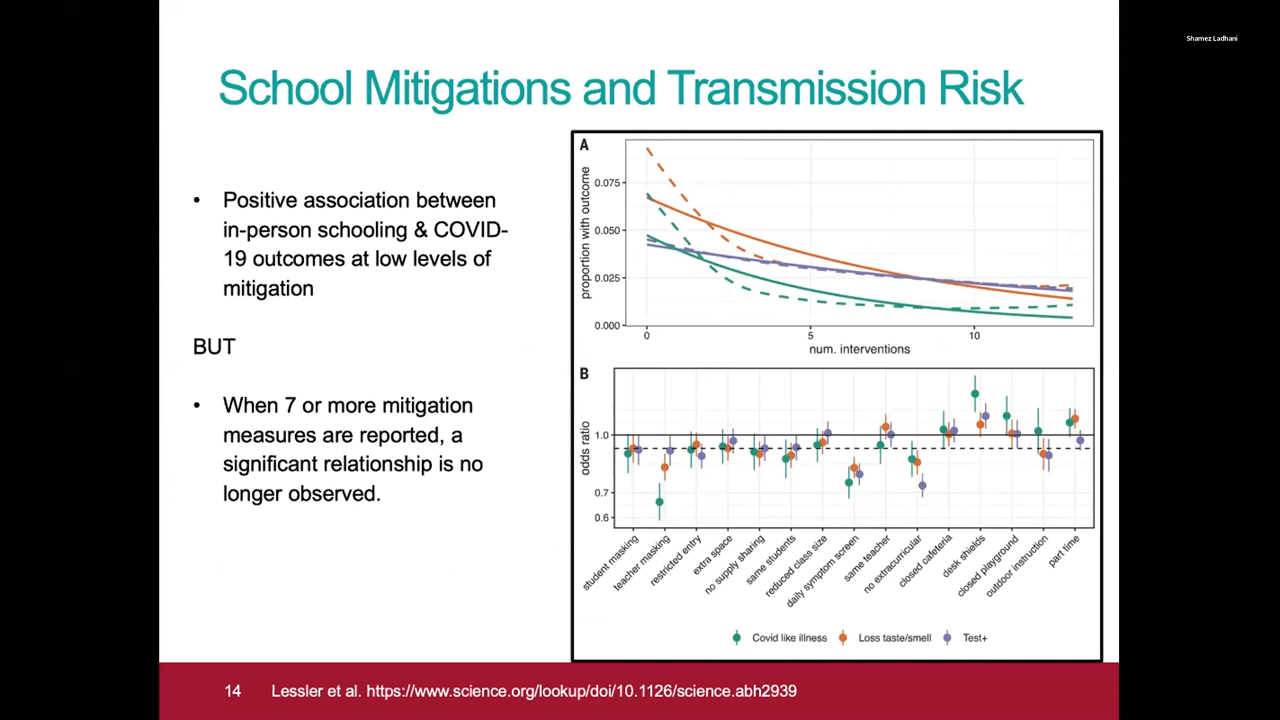 Shamez Ladhani
School Mitigations and Transmission Risk
• Positive association between
in-person schooling & COVID-
19 outcomes at low levels of
mitigation
BUT
• When 7 or more mitigation
measures are reported, a
significant relationship is no
longer observed.
A
proportion with outcome
0.075
0.050
0.025
0.000
0
5
10
num. interventions
B
odds ratio
1.0
0.7
0.6
student masking
teacher masking
restricted entry
extra space
no supply sharing
same students
reduced class size
daily symptom screen
same teacher
no extracurricular
closed cafeteria
desk shields
closed playground
outdoor instruction
part time
Covid like illness
Loss taste/smell
Test+
14
Lessler et al. https://www.science.org/lookup/doi/10.1126/science.abh2939